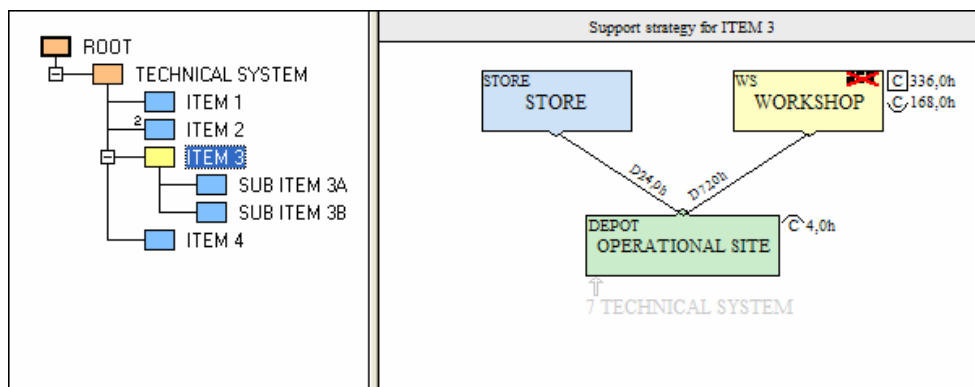 ROOT
TECHNICAL SYSTEM
ITEM 1
2
ITEM 2
ITEM 3
SUB ITEM 3A
SUB ITEM 3B
ITEM 4
Support strategy for ITEM 3
STORE
STORE
WS
WORKSHOP
C 336,0h
C 168,0h
D24,0h
D72,0h
DEPOT
OPERATIONAL SITE
C 4,0h
7 TECHNICAL SYSTEM